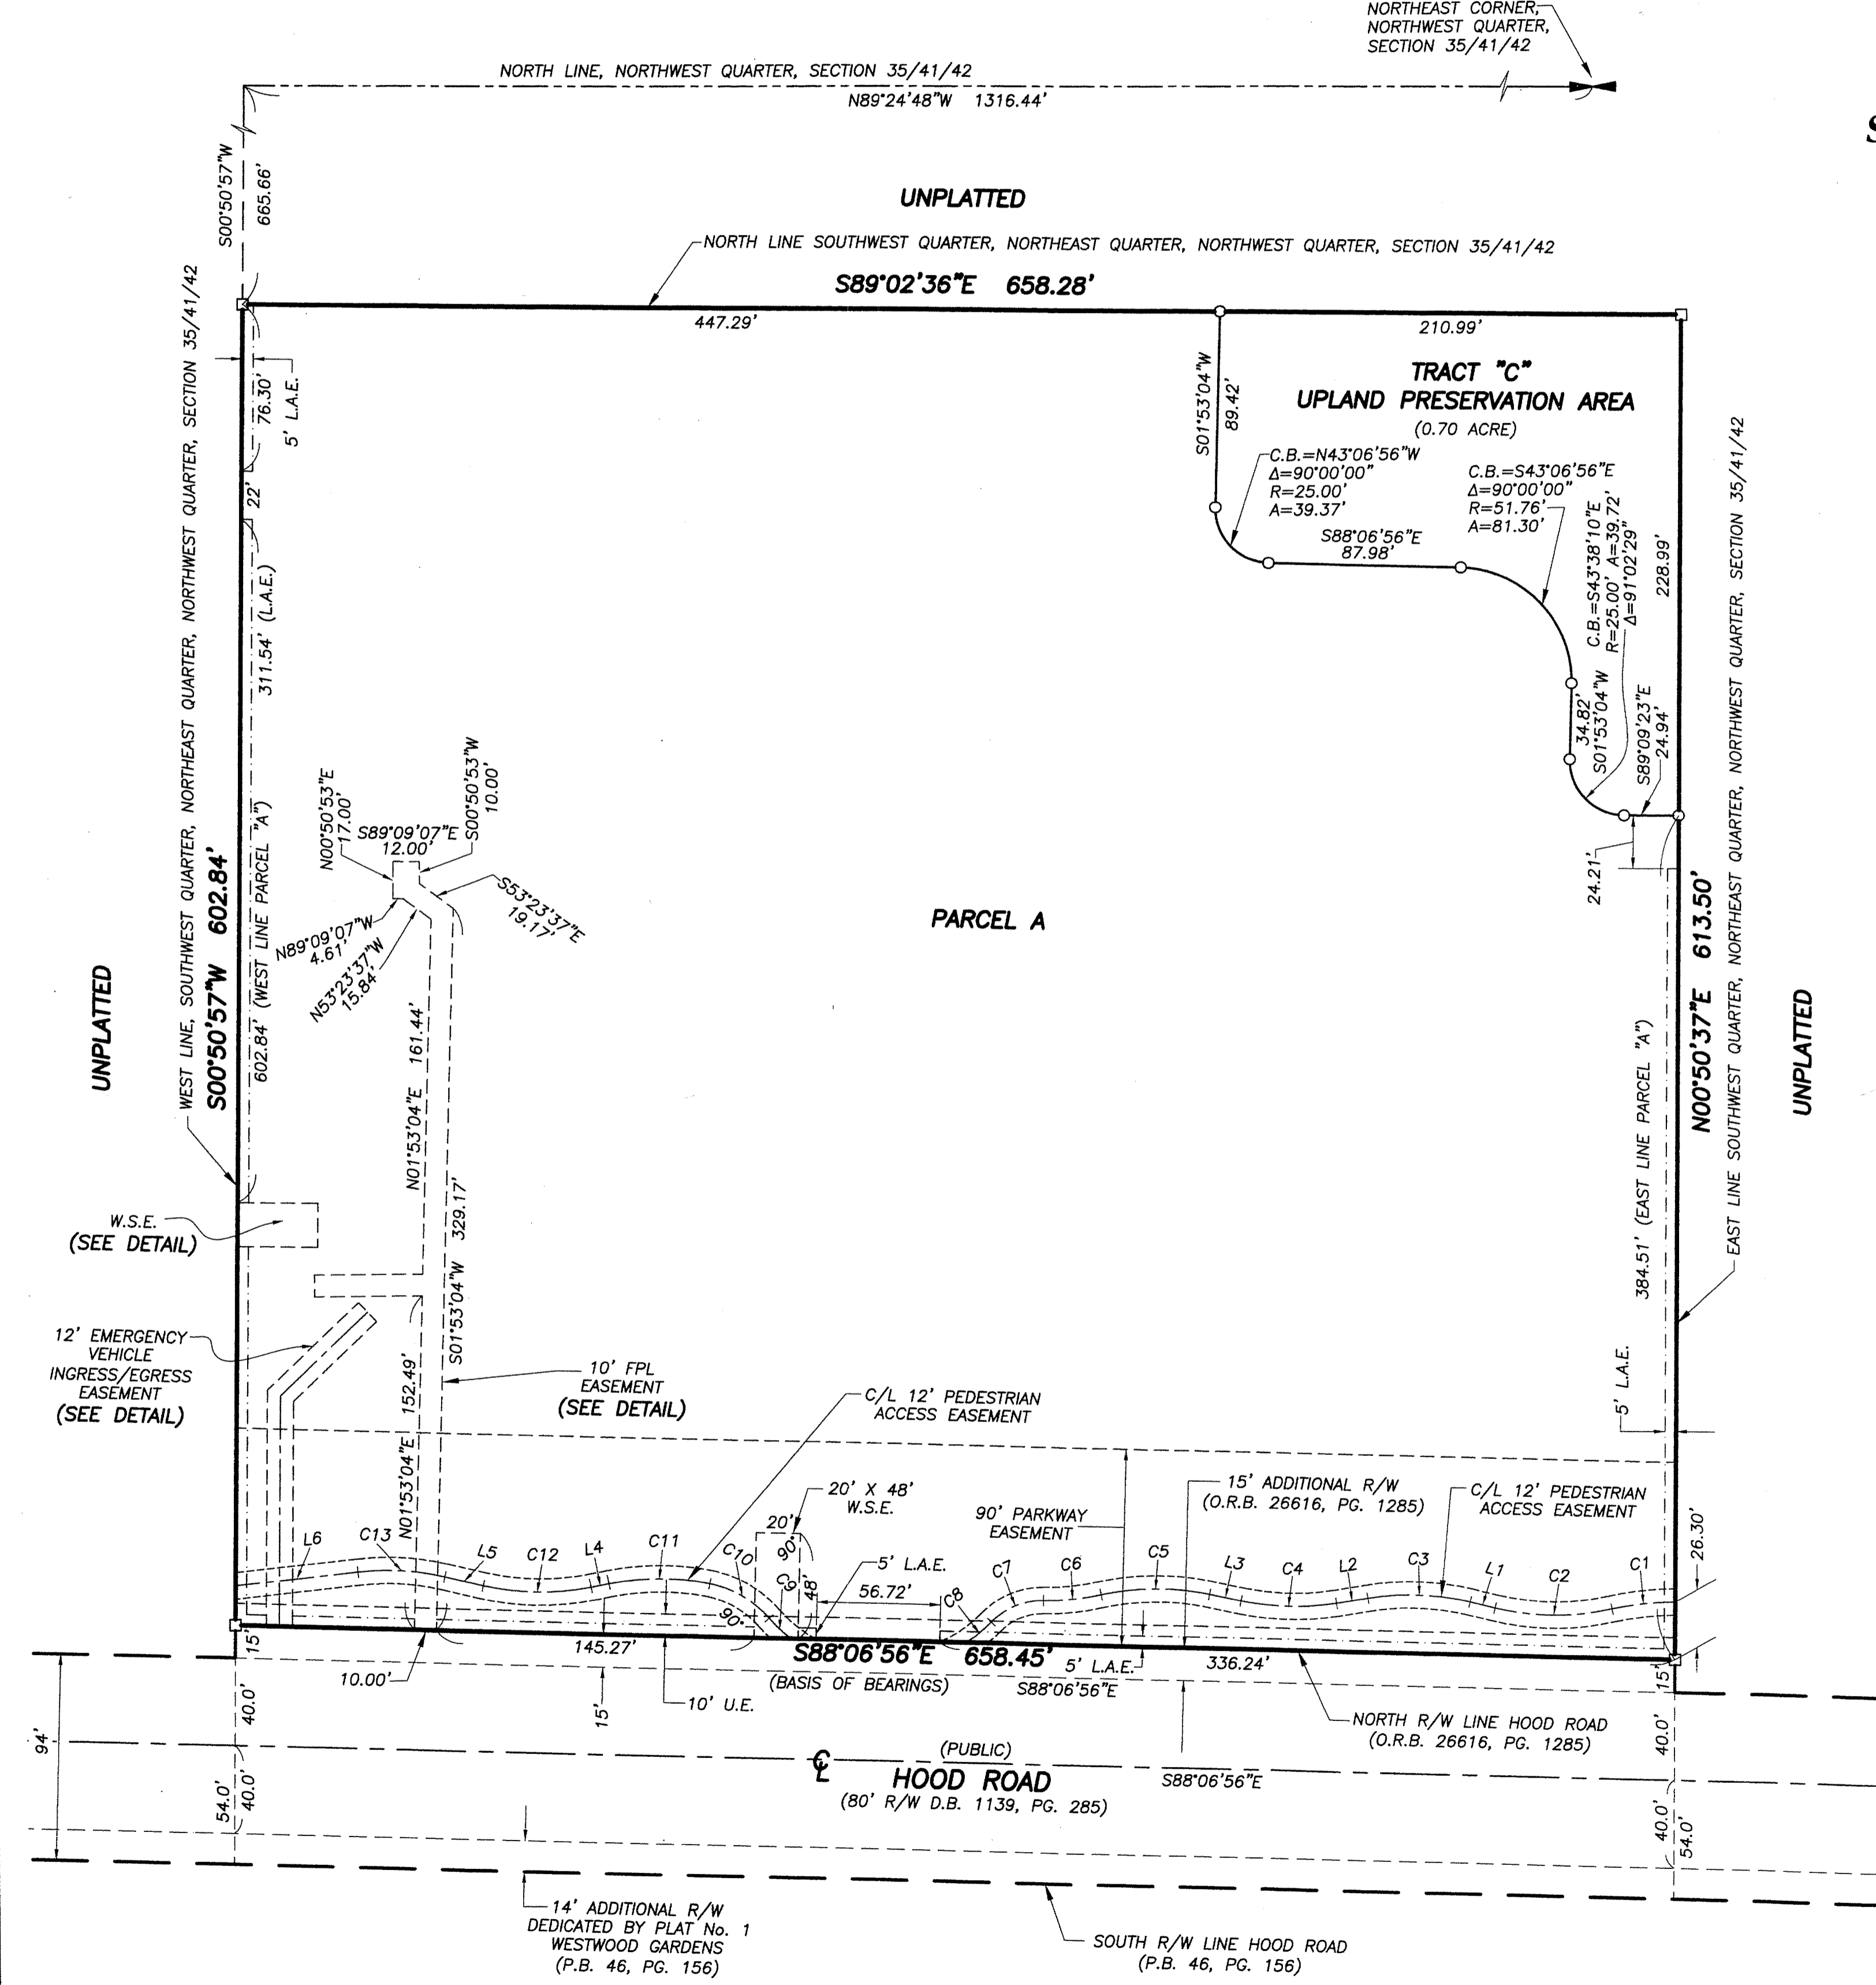 NORTHEAST CORNER,
NORTHWEST QUARTER,
SECTION 35/41/42
NORTH LINE, NORTHWEST QUARTER, SECTION 35/41/42
N89°24'48"W 1316.44'
S
S00°50'57"W
665.66'
UNPLATTED
NORTH LINE SOUTHWEST QUARTER, NORTHEAST QUARTER, NORTHWEST QUARTER, SECTION 35/41/42
S89°02'36"E 658.28'
447.29'
210.99'
TRACT "C"
UPLAND PRESERVATION AREA
(0.70 ACRE)
S01°53'04"W
89.42'
C.B.=N43°06'56"W
Δ=90°00'00"
R=25.00'
A=39.37'
C.B.=S43°06'56"E
Δ=90°00'00"
R=51.76'
A=81.30'
S88°06'56"E
87.98'
C.B.=S43°38'10"E
R=25.00' A=39.72'
Δ=91°02'29"
228.99'
34.82'
S01°53'04"W
S89°09'23"E
24.94'
24.21'
76.30'
5' L.A.E.
22'
311.54' (L.A.E.)
WEST LINE, SOUTHWEST QUARTER, NORTHEAST QUARTER, NORTHWEST QUARTER, SECTION 35/41/42
S00°50'57"W 602.84'
602.84' (WEST LINE PARCEL "A")
UNPLATTED
N00°50'53"E
17.00'
S89°09'07"E
12.00'
S00°50'53"W
10.00'
S53°23'37"E
19.17'
N89°09'07"W
4.61'
N53°23'37"W
15.84'
N01°53'04"E 161.44'
S01°53'04"W 329.17'
PARCEL A
EAST LINE SOUTHWEST QUARTER, NORTHEAST QUARTER, NORTHWEST QUARTER, SECTION 35/41/42
N00°50'37"E 613.50'
384.51' (EAST LINE PARCEL "A")
UNPLATTED
W.S.E.
(SEE DETAIL)
12' EMERGENCY
VEHICLE
INGRESS/EGRESS
EASEMENT
(SEE DETAIL)
N01°53'04"E 152.49'
10' FPL
EASEMENT
(SEE DETAIL)
C/L 12' PEDESTRIAN
ACCESS EASEMENT
5' L.A.E.
20' X 48'
W.S.E.
90' PARKWAY
EASEMENT
15' ADDITIONAL R/W
(O.R.B. 26616, PG. 1285)
C/L 12' PEDESTRIAN
ACCESS EASEMENT
26.30'
L6
C13
L5
C12
L4
C11
C10
20'
90°
C9
48'
90°
5' L.A.E.
56.72'
C8
C7
C6
C5
L3
C4
L2
C3
L1
C2
C1
15'
145.27'
S88°06'56"E 658.45'
(BASIS OF BEARINGS)
5' L.A.E.
S88°06'56"E
336.24'
15'
10.00'
15'
10' U.E.
NORTH R/W LINE HOOD ROAD
(O.R.B. 26616, PG. 1285)
94'
40.0'
40.0'
54.0'
40.0'
40.0'
54.0'
(PUBLIC)
℄ HOOD ROAD
(80' R/W D.B. 1139, PG. 285)
S88°06'56"E
14' ADDITIONAL R/W
DEDICATED BY PLAT No. 1
WESTWOOD GARDENS
(P.B. 46, PG. 156)
SOUTH R/W LINE HOOD ROAD
(P.B. 46, PG. 156)